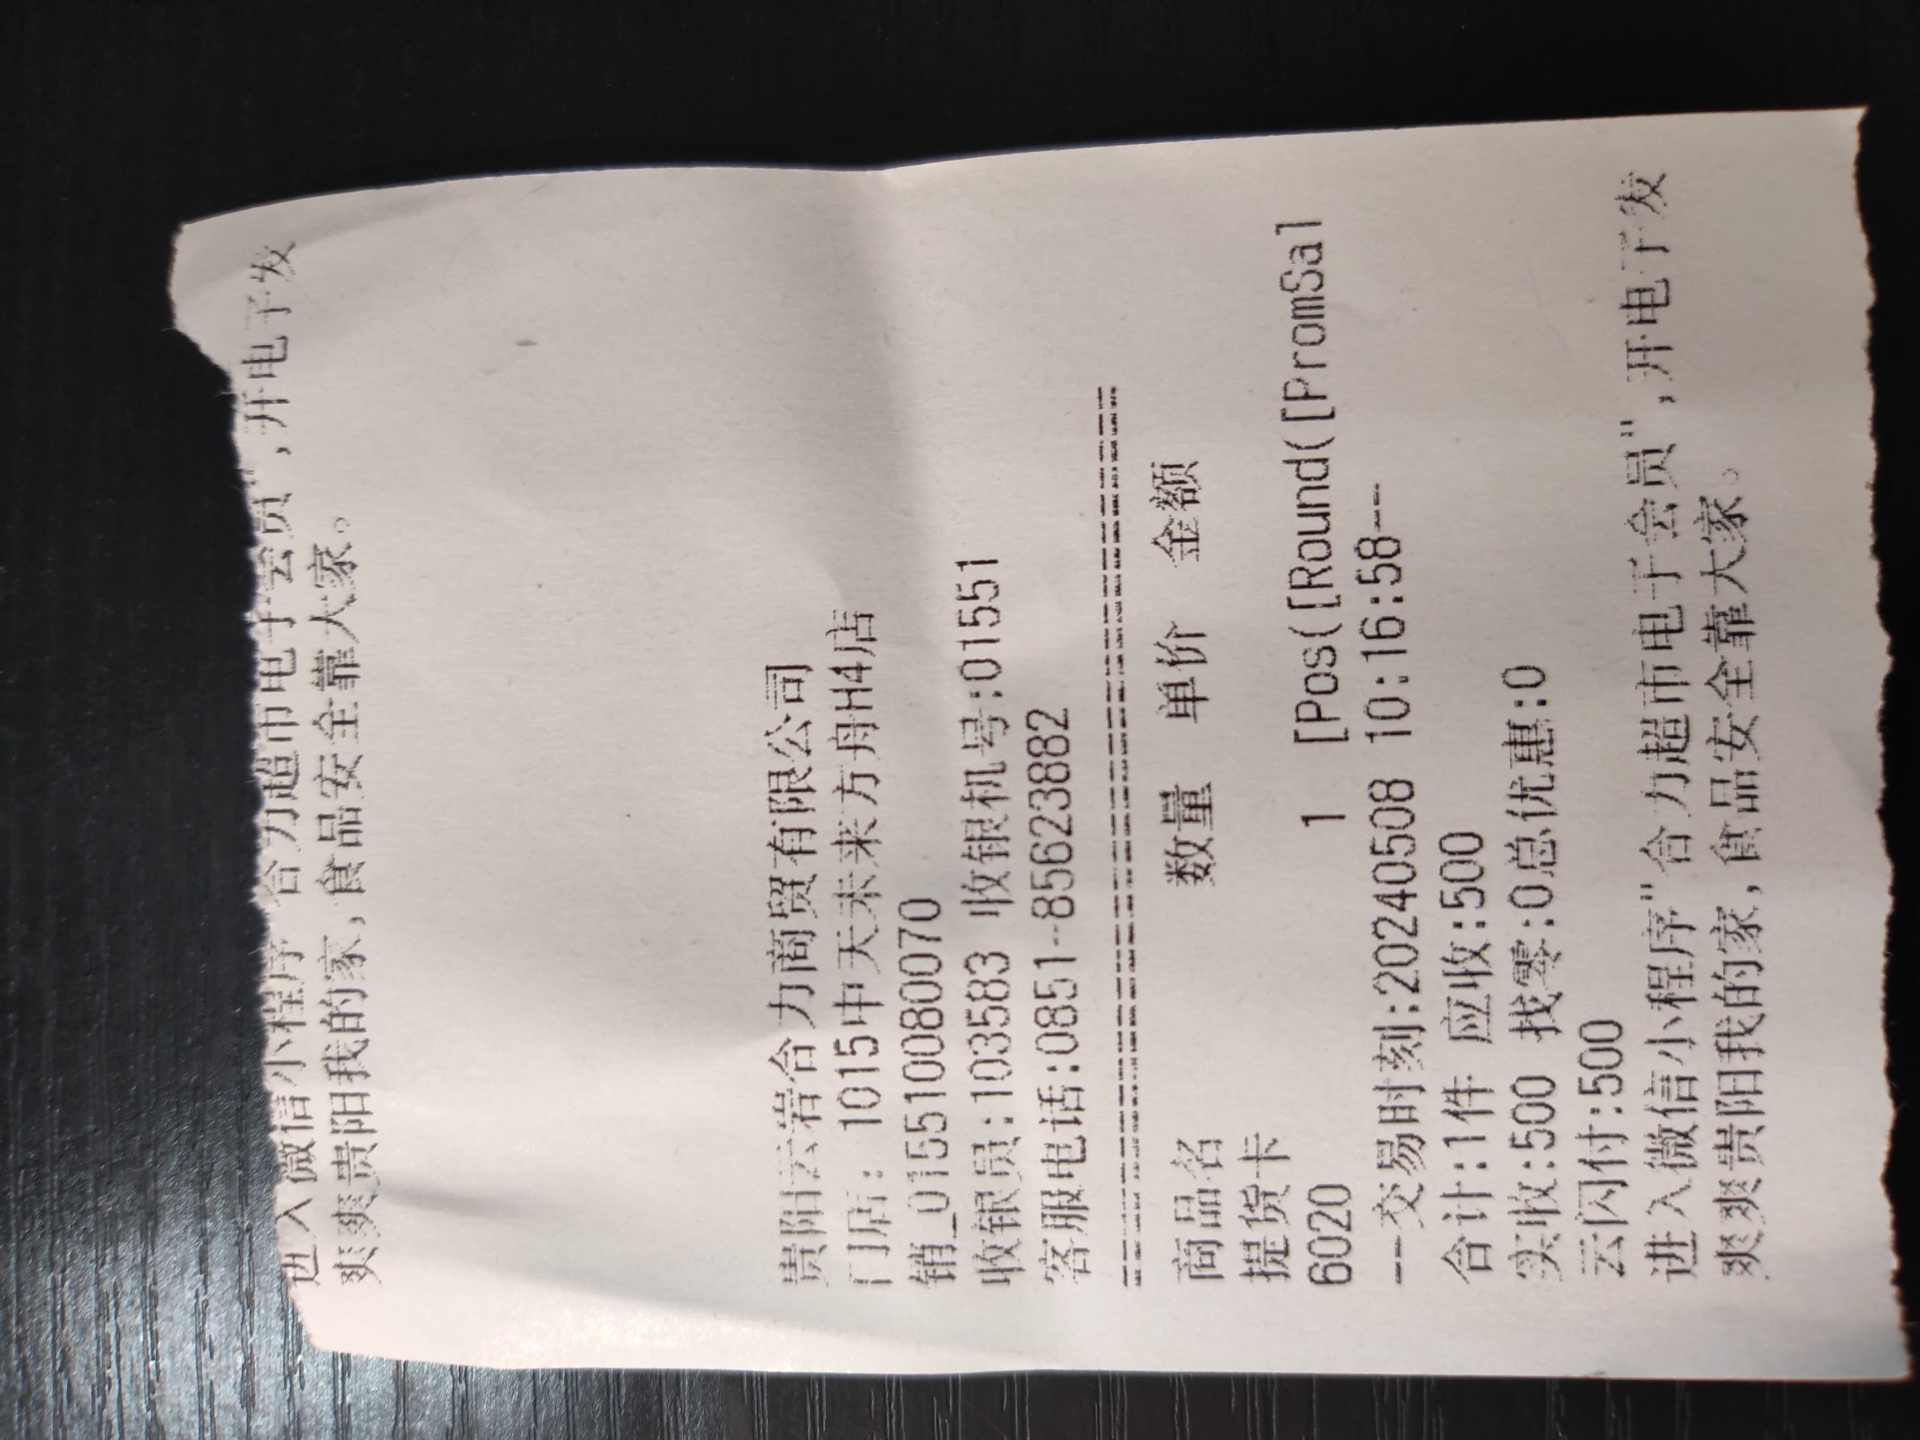 进入微信小程序"合力超市电子会员",开电子发
爽爽贵阳我的家,食品安全靠大家。
贵阳云岩合力商贸有限公司
门店: 1015中天未来方舟H4店
销_0155100800070
收银员:103583 收银机号:01551
客服电话:0851-85623882
================================
商品名 数量 单价 金额
提货卡
6020 1 [Pos([Round([PromSal
--交易时刻:20240508 10:16:58--
合计:1件 应收:500
实收:500 找零:0总优惠:0
云闪付:500
进入微信小程序"合力超市电子会员",开电子发
爽爽贵阳我的家,食品安全靠大家。